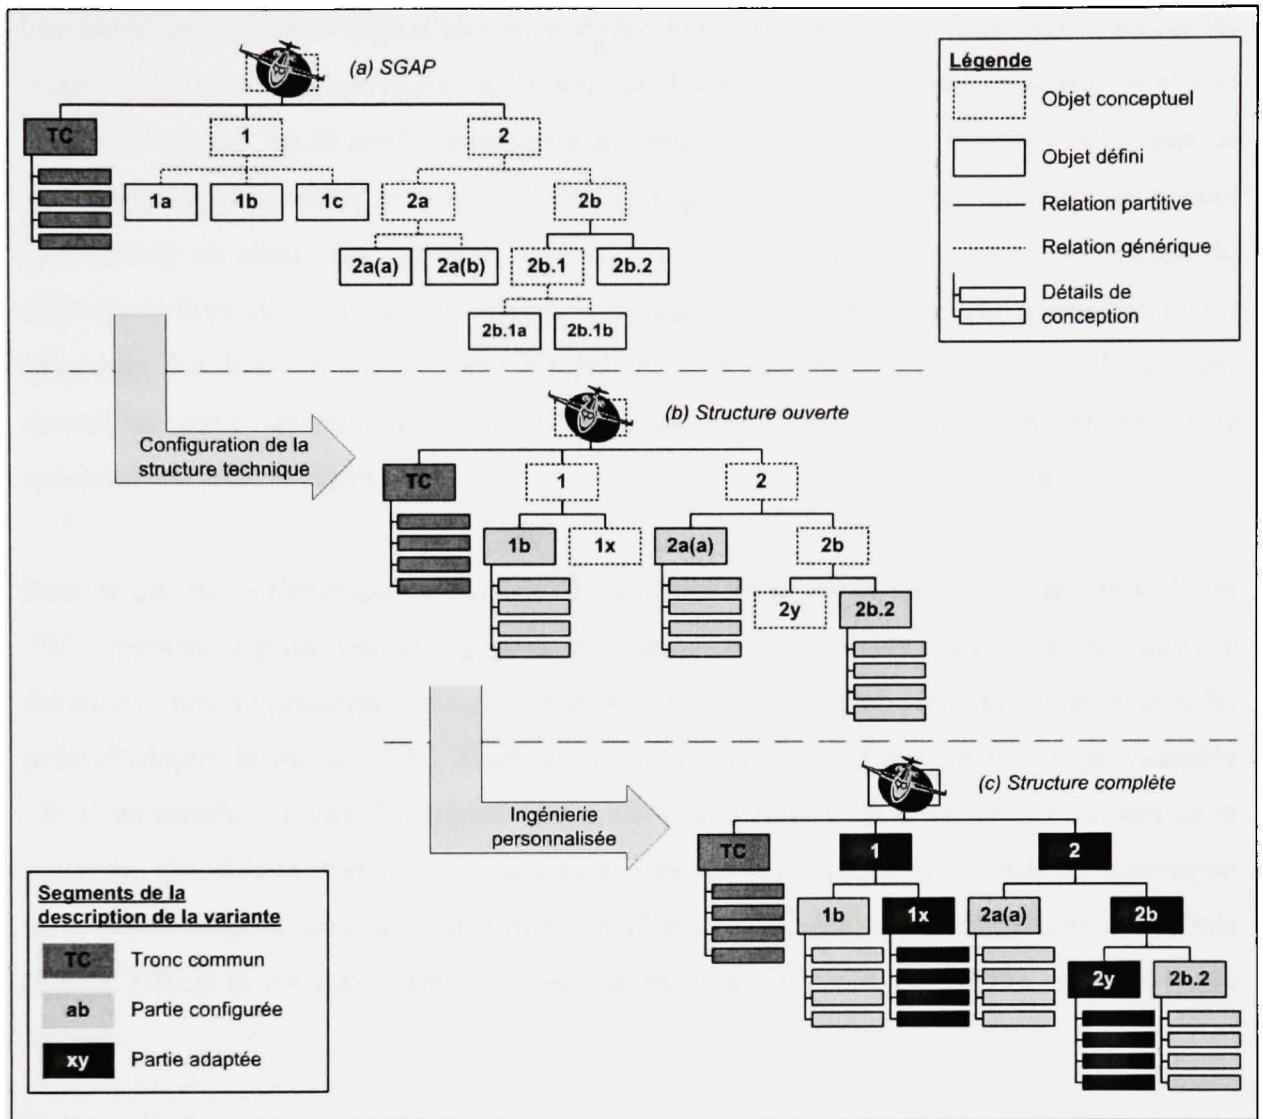 (a) SGAP
TC 1 2
1a 1b 1c 2a 2b
2a(a) 2a(b) 2b.1 2b.2
2b.1a 2b.1b
Légende
Objet conceptuel
Objet défini
Relation partitive
Relation générique
Détails de
conception
Configuration de la
structure technique
(b) Structure ouverte
TC 1 2
1b 1x 2a(a) 2b
2y 2b.2
Ingénierie
personnalisée
(c) Structure complète
TC 1 2
1b 1x 2a(a) 2b
2y 2b.2
Segments de la
description de la variante
TC Tronc commun
ab Partie configurée
xy Partie adaptée